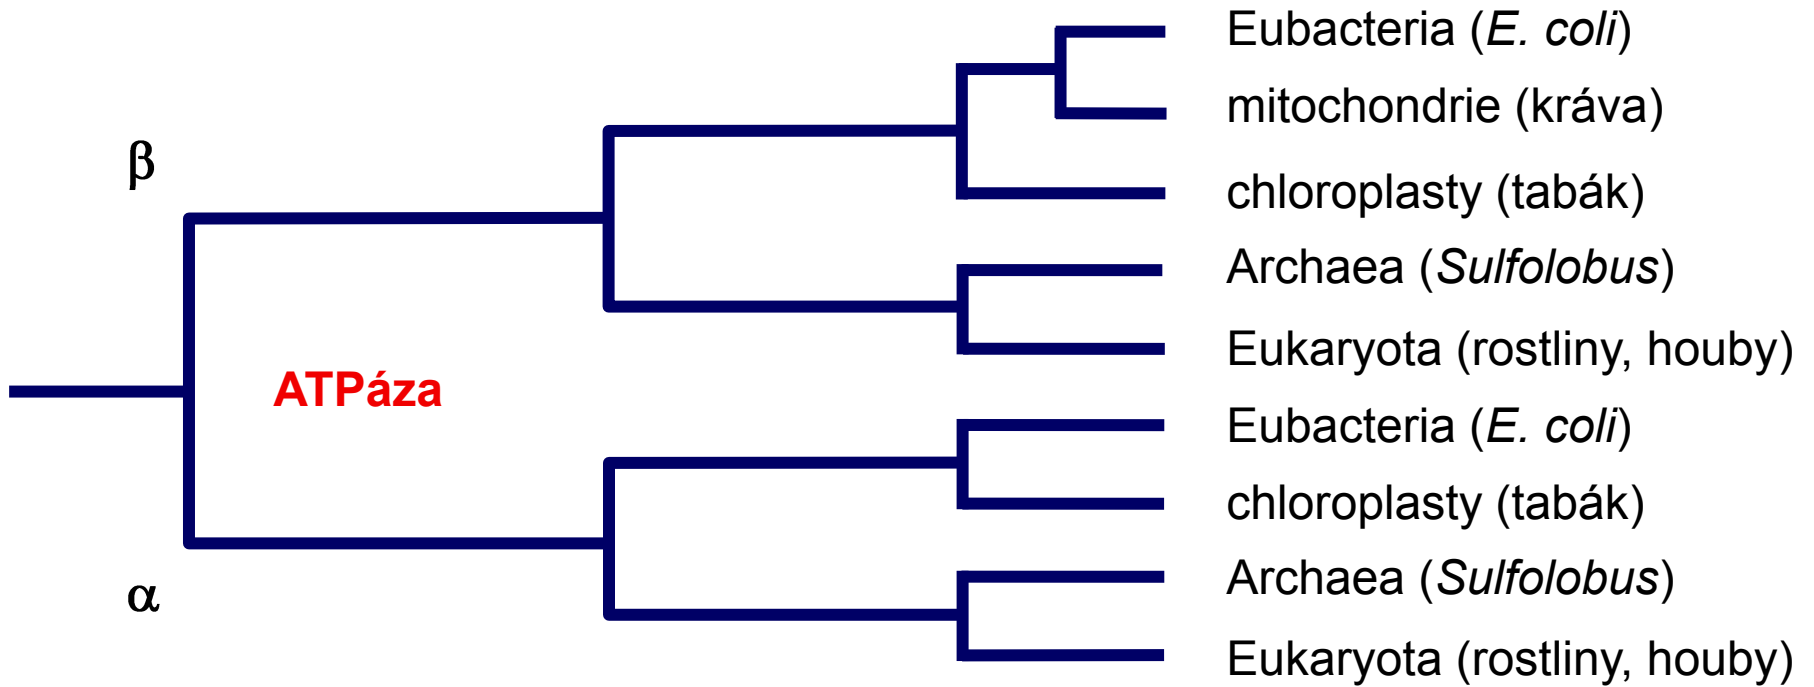 Eubacteria (E. coli)
mitochondrie (kráva)
β
chloroplasty (tabák)
Archaea (Sulfolobus)
Eukaryota (rostliny, houby)
ATPáza
Eubacteria (E. coli)
chloroplasty (tabák)
α
Archaea (Sulfolobus)
Eukaryota (rostliny, houby)